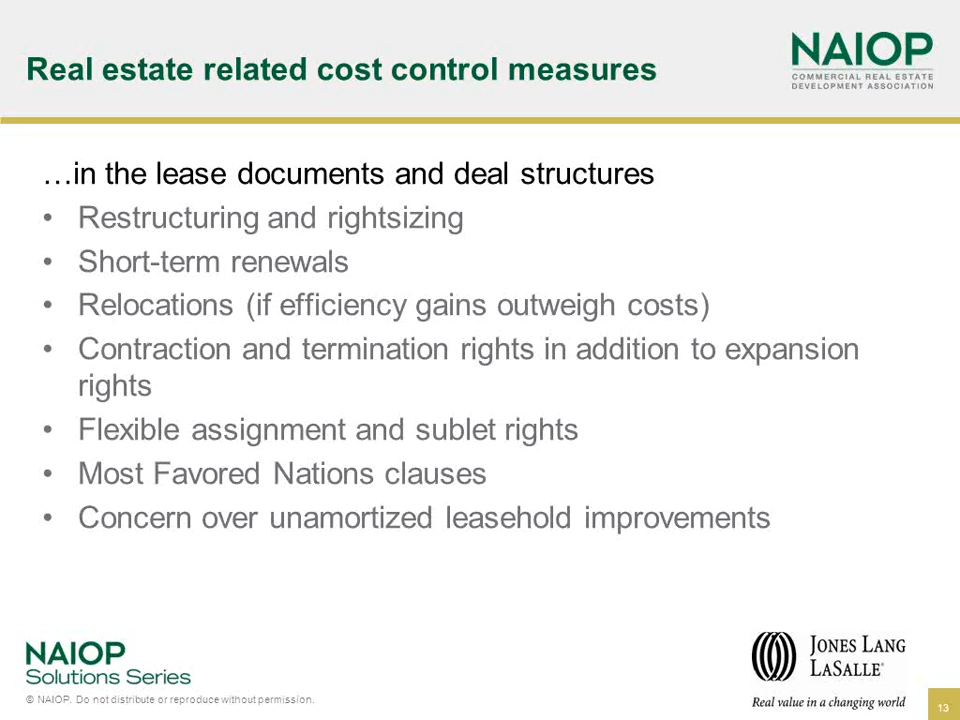 Real estate related cost control measures
NAIOP
COMMERCIAL REAL ESTATE
DEVELOPMENT ASSOCIATION
…in the lease documents and deal structures
• Restructuring and rightsizing
• Short-term renewals
• Relocations (if efficiency gains outweigh costs)
• Contraction and termination rights in addition to expansion
rights
• Flexible assignment and sublet rights
• Most Favored Nations clauses
• Concern over unamortized leasehold improvements
NAIOP
Solutions Series
© NAIOP. Do not distribute or reproduce without permission.
JONES LANG
LASALLE®
Real value in a changing world
13